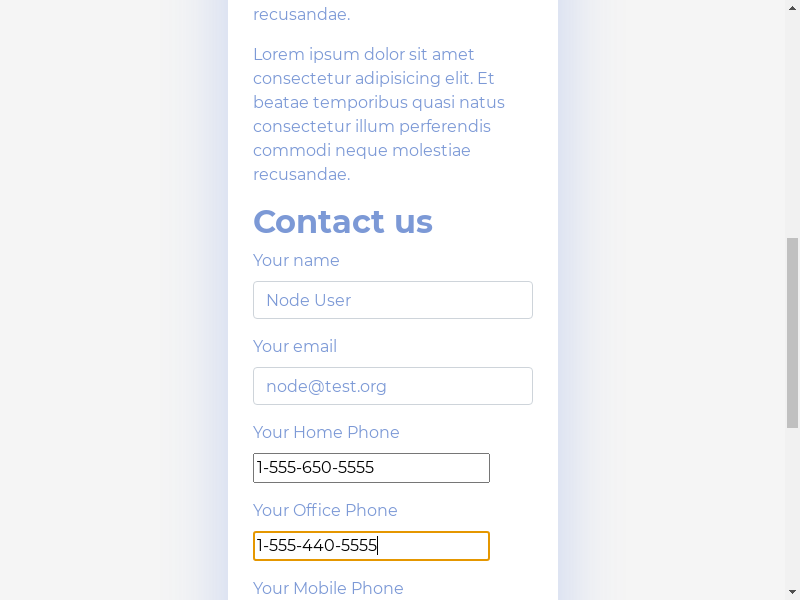 recusandae.
Lorem ipsum dolor sit amet
consectetur adipisicing elit. Et
beatae temporibus quasi natus
consectetur illum perferendis
commodi neque molestiae
recusandae.
Contact us
Your name
Node User
Your email
node@test.org
Your Home Phone
1-555-650-5555
Your Office Phone
1-555-440-5555
Your Mobile Phone